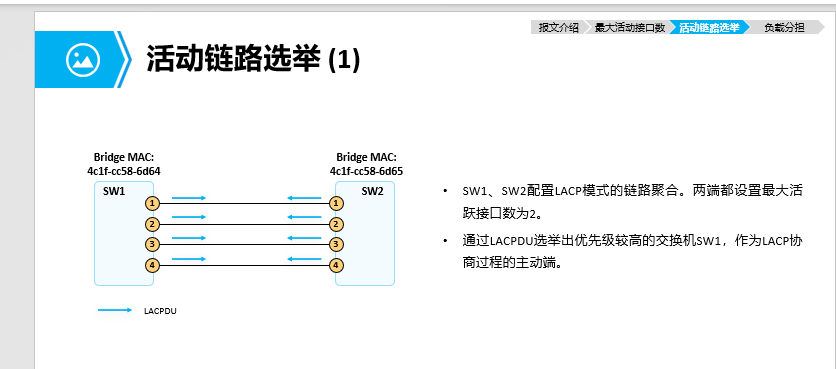 报文介绍
最大活动接口数
活动链路选举
负载分担
活动链路选举 (1)
Bridge MAC:
4c1f-cc58-6d64
Bridge MAC:
4c1f-cc58-6d65
SW1
SW2
1
1
2
2
3
3
4
4
LACPDU
• SW1、SW2配置LACP模式的链路聚合。两端都设置最大活
跃接口数为2。
• 通过LACPDU选举出优先级较高的交换机SW1，作为LACP协
商过程的主动端。